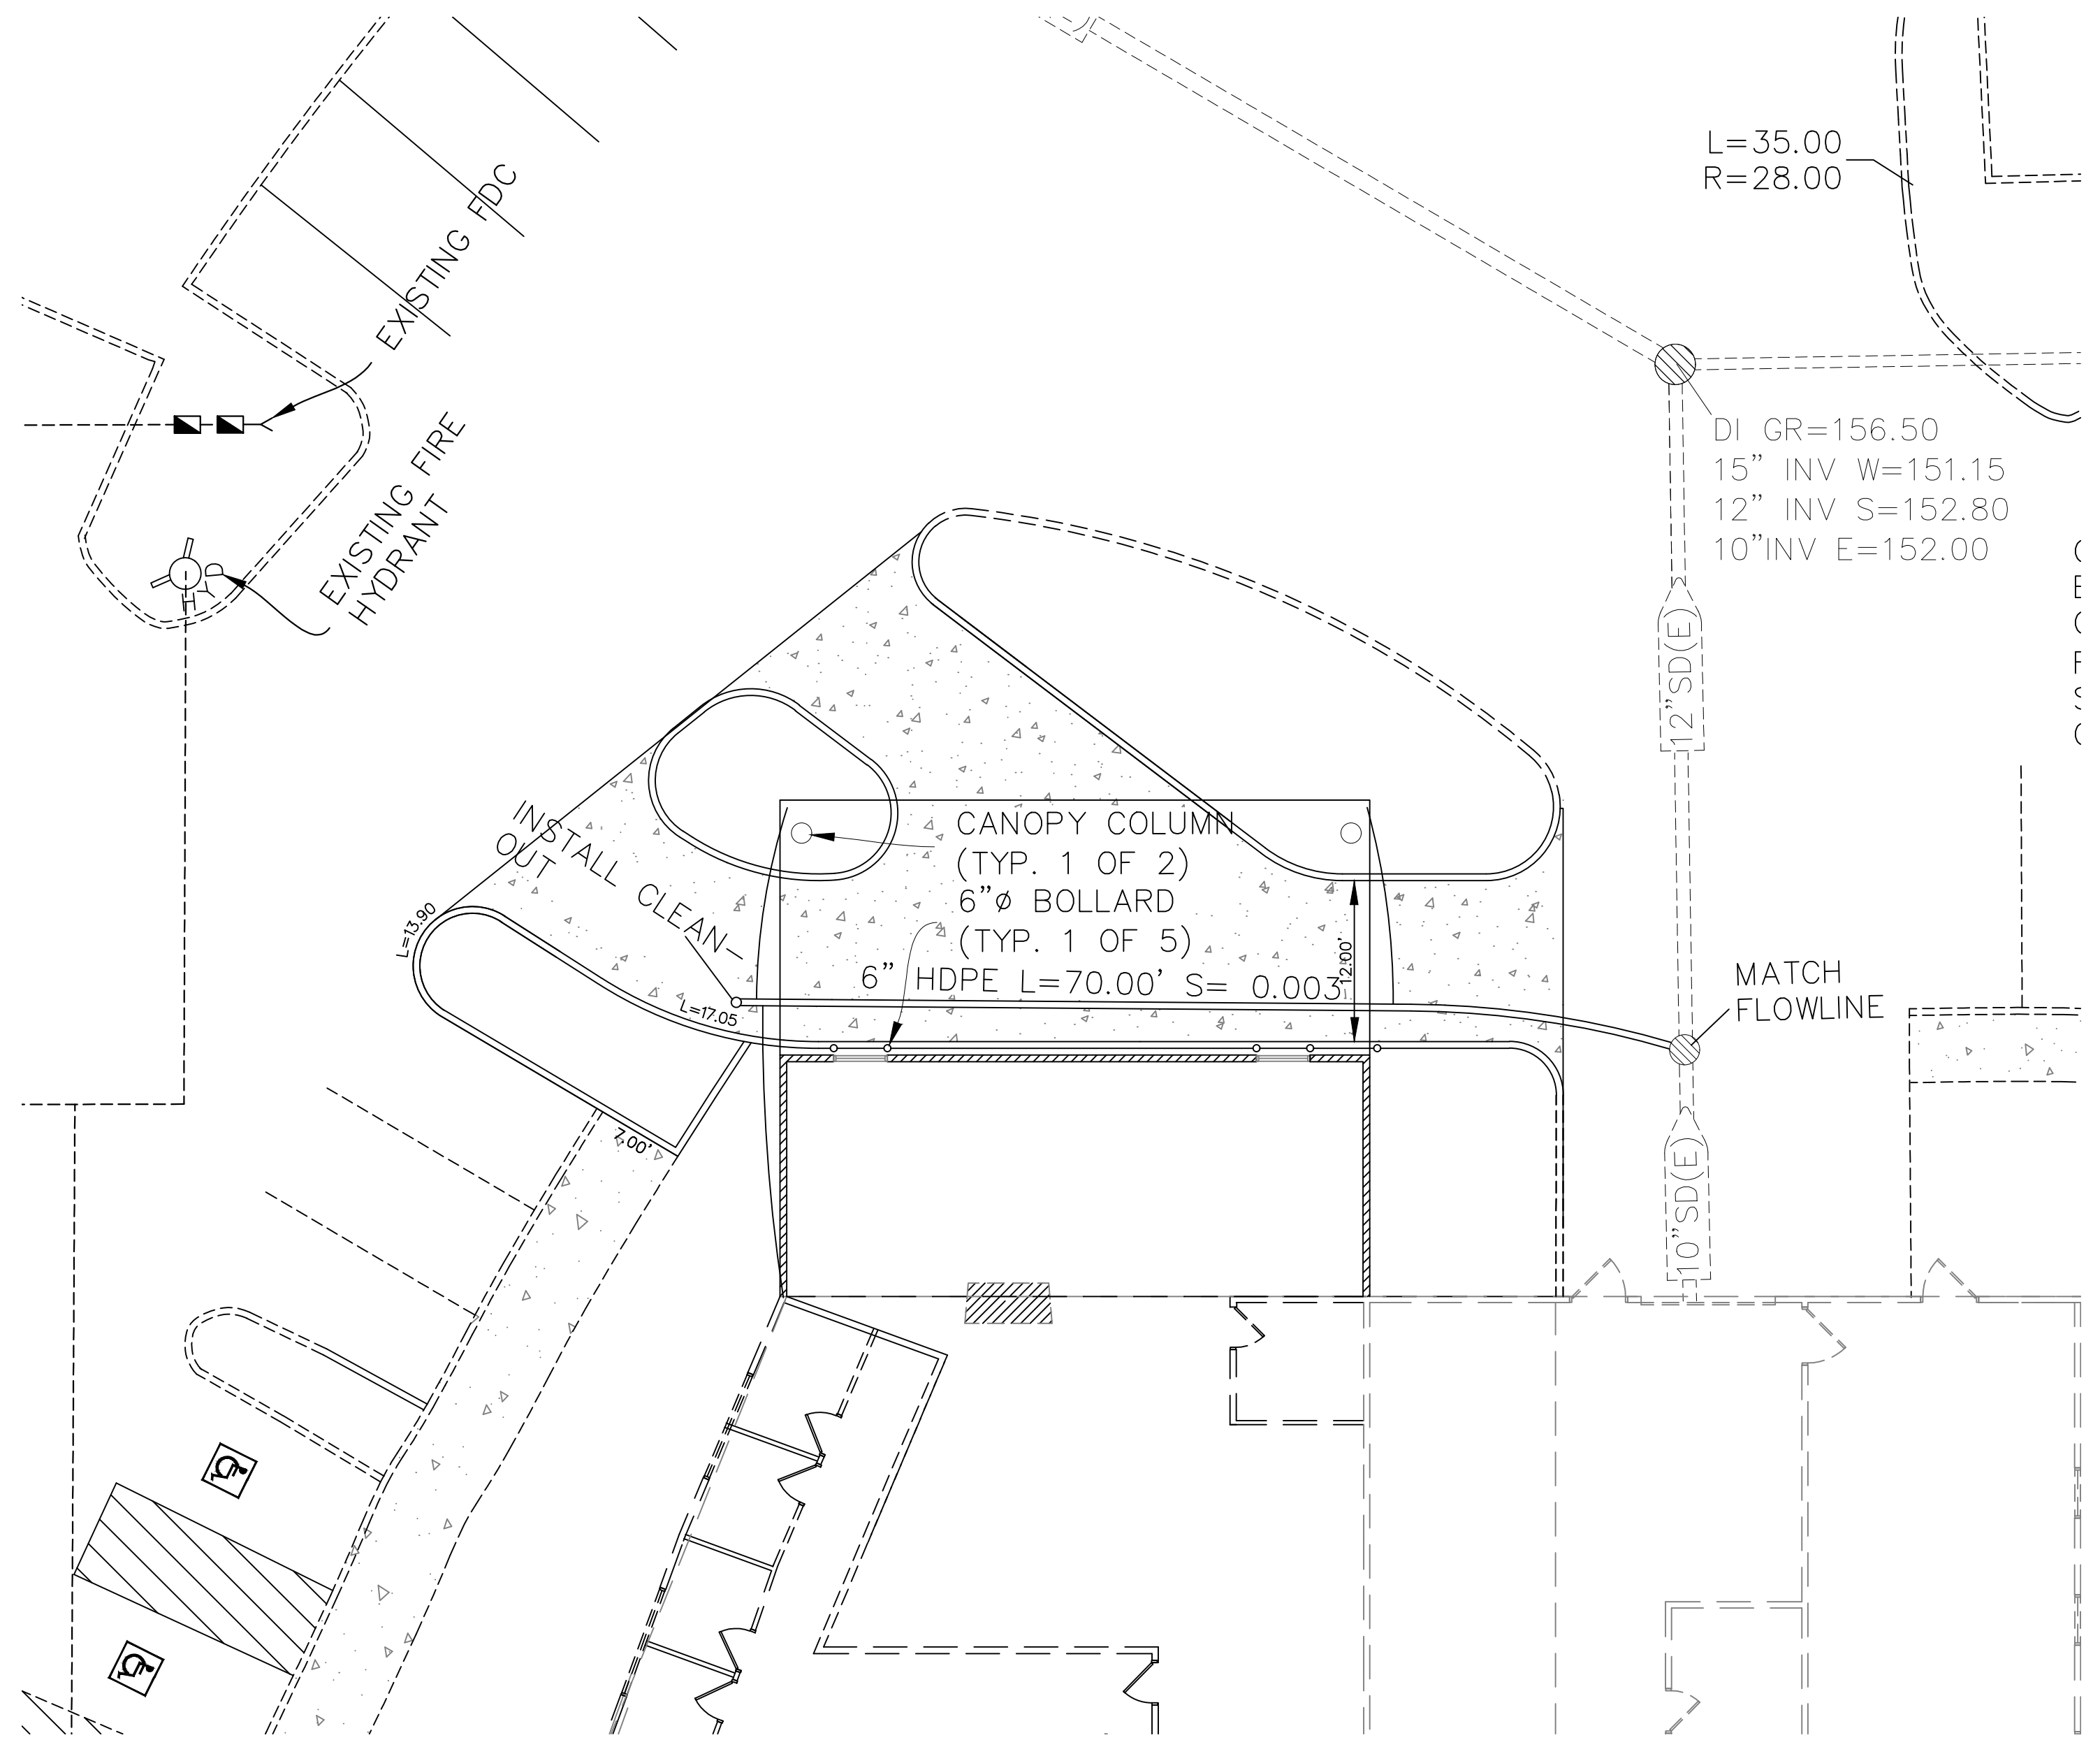 L=35.00
R=28.00
EXISTING FDC
DI GR=156.50
15" INV W=151.15
12" INV S=152.80
10"INV E=152.00
EXISTING FIRE
HYDRANT
HYD
12"SD(E)
INSTALL CLEAN-
OUT
CANOPY COLUMN
(TYP. 1 OF 2)
6"ø BOLLARD
(TYP. 1 OF 5)
6" HDPE L=70.00' S= 0.003
12.00'
L=13.90
L=17.05
MATCH
FLOWLINE
7.00'
10"SD(E)